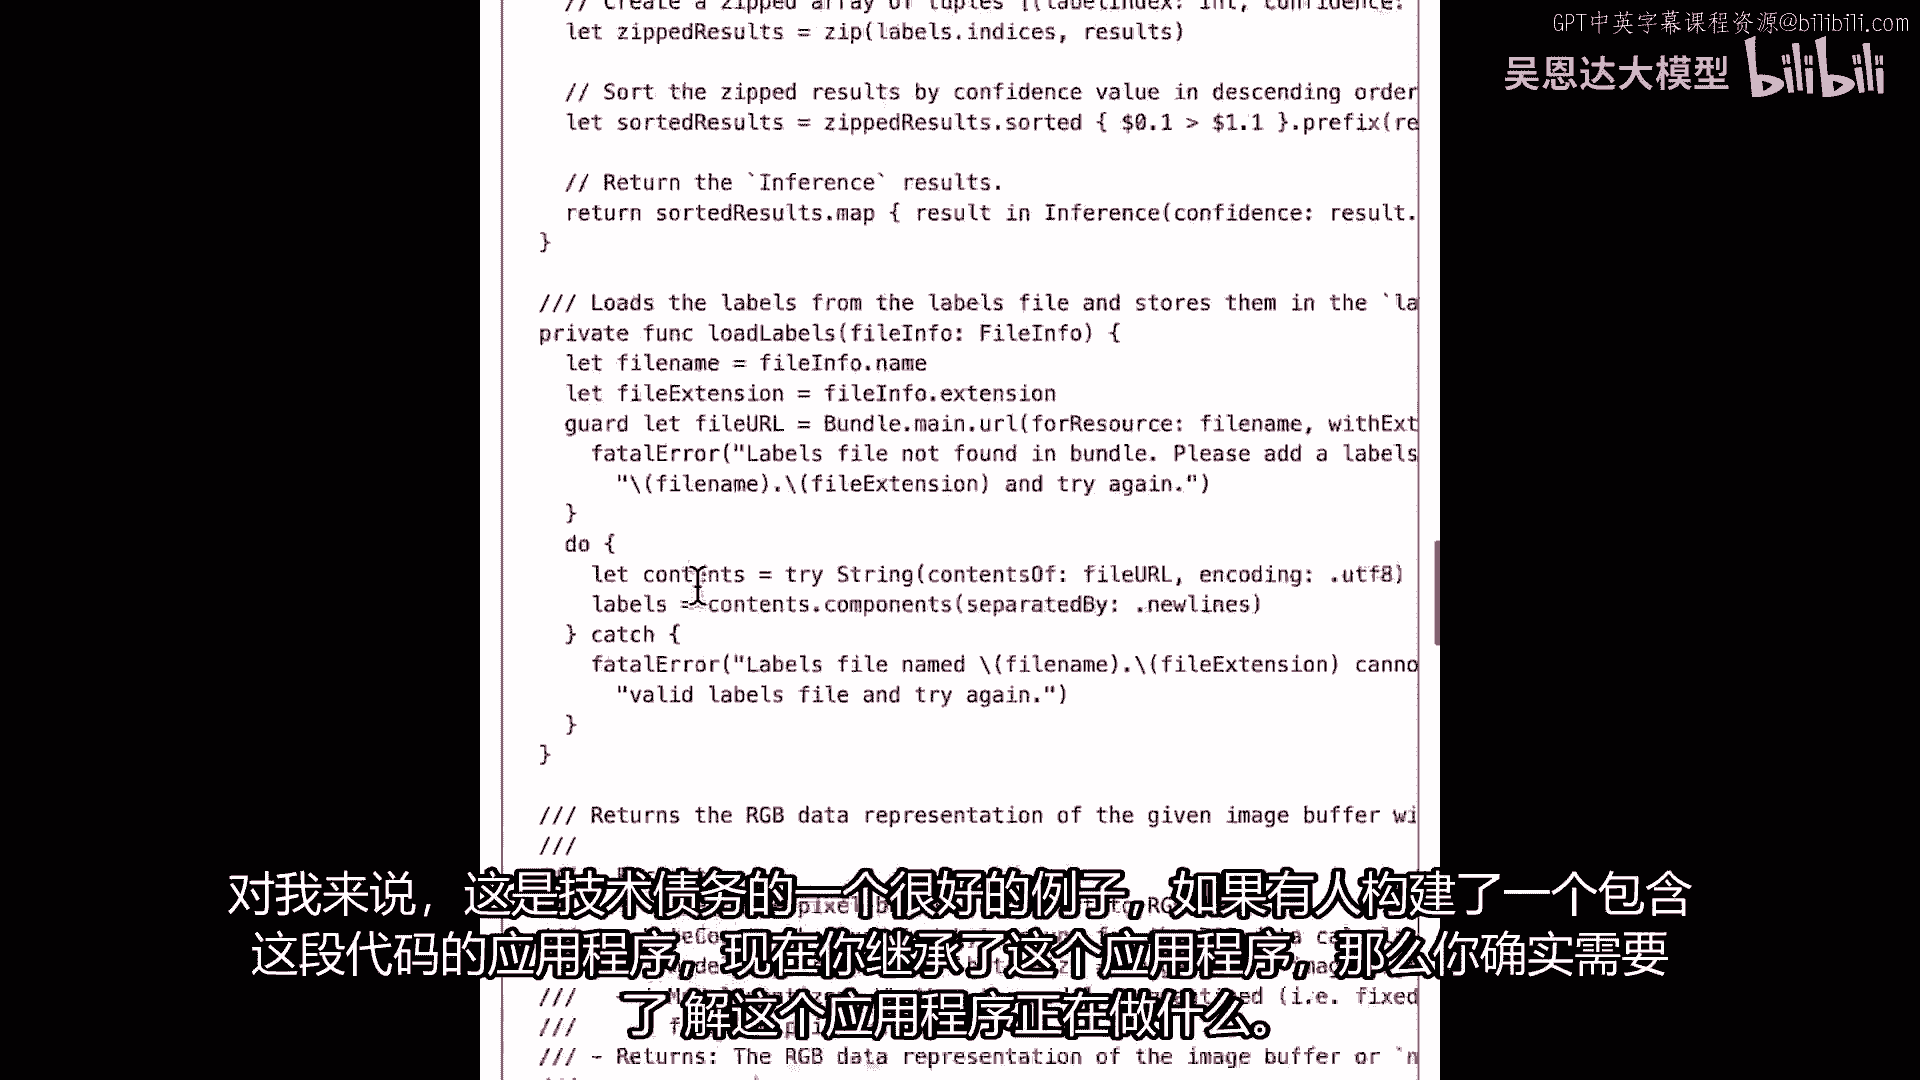 GPT中英字幕课程资源@bilibili.com
吴恩达大模型 bilibili
// Create a zipped array of tuples [(labelIndex: Int, confidence:
let zippedResults = zip(labels.indices, results)
// Sort the zipped results by confidence value in descending order
let sortedResults = zippedResults.sorted { $0.1 > $1.1 }.prefix(re
// Return the `Inference` results.
return sortedResults.map { result in Inference(confidence: result.
}
/// Loads the labels from the labels file and stores them in the `la
private func loadLabels(fileInfo: FileInfo) {
let filename = fileInfo.name
let fileExtension = fileInfo.extension
guard let fileURL = Bundle.main.url(forResource: filename, withExt
fatalError("Labels file not found in bundle. Please add a labels
"\(filename).\(fileExtension) and try again.")
}
do {
let contents = try String(contentsOf: fileURL, encoding: .utf8)
labels = contents.components(separatedBy: .newlines)
} catch {
fatalError("Labels file named \(filename).\(fileExtension) canno
"valid labels file and try again.")
}
}
/// Returns the RGB data representation of the given image buffer wi
///
对我来说，这是技术债务的一个很好的例子，如果有人构建了一个包含
这段代码的应用程序，现在你继承了这个应用程序，那么你确实需要
了解这个应用程序正在做什么。
/// - Returns: The RGB data representation of the image buffer or `n